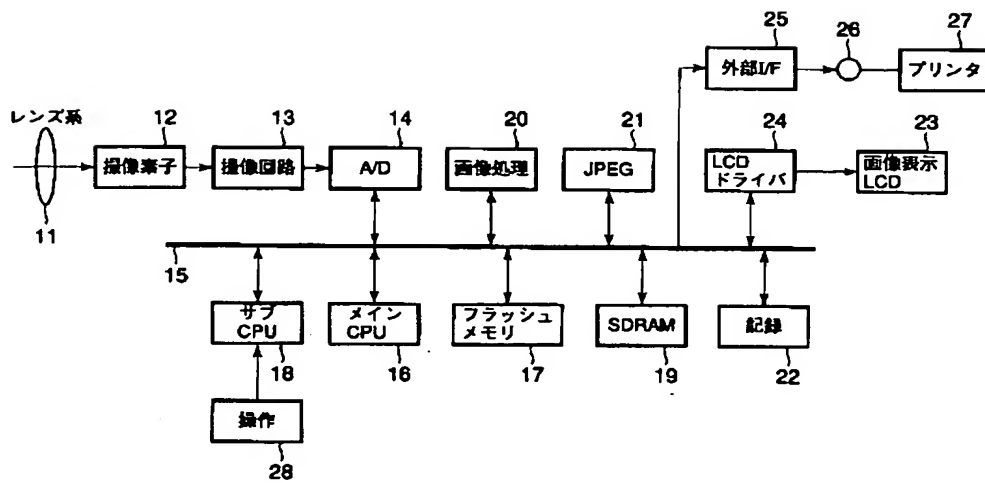 25
26
27
外部I/F
プリンタ
レンズ系
12
13
14
20
21
24
23
撮像素子
撮像回路
A/D
画像処理
JPEG
LCD
ドライバ
画像表示
LCD
11
15
サブ
CPU
メイン
CPU
フラッシュ
メモリ
SDRAM
記録
18
16
17
19
22
操作
28